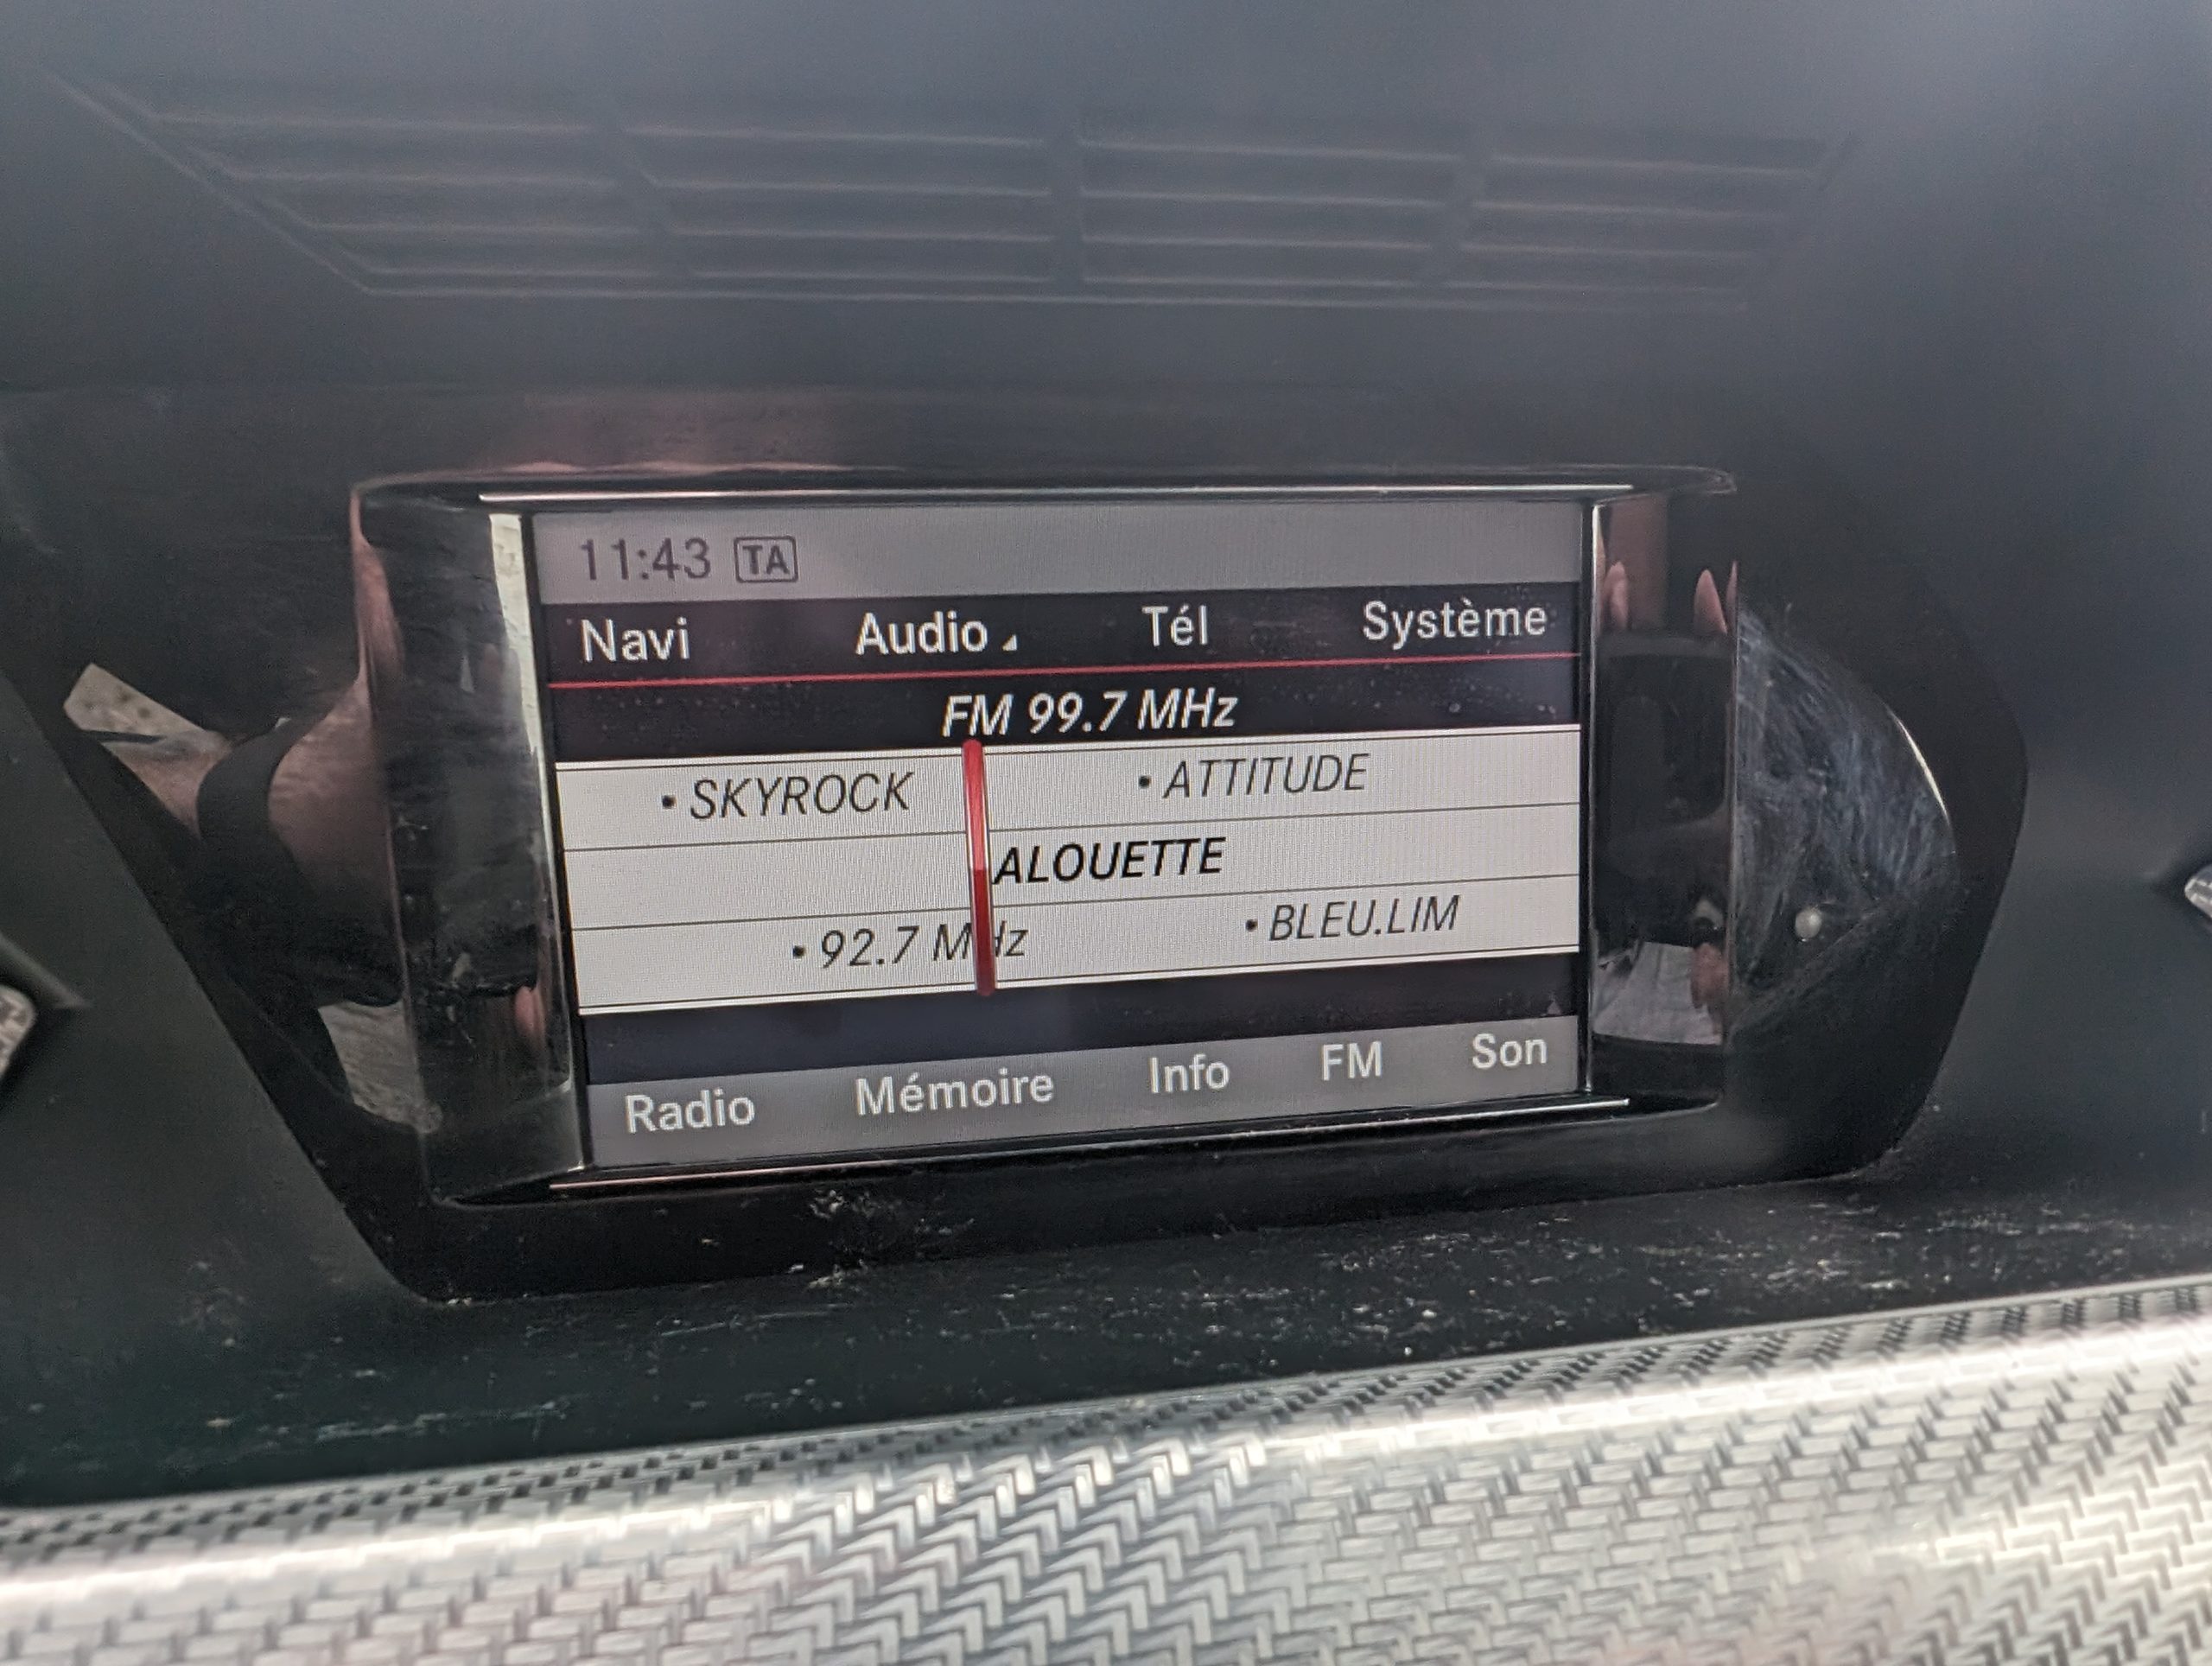 11:43 TA
Navi Audio Tél Système
FM 99.7 MHz
• SKYROCK • ATTITUDE
ALOUETTE
• 92.7 MHz • BLEU.LIM
Radio Mémoire Info FM Son